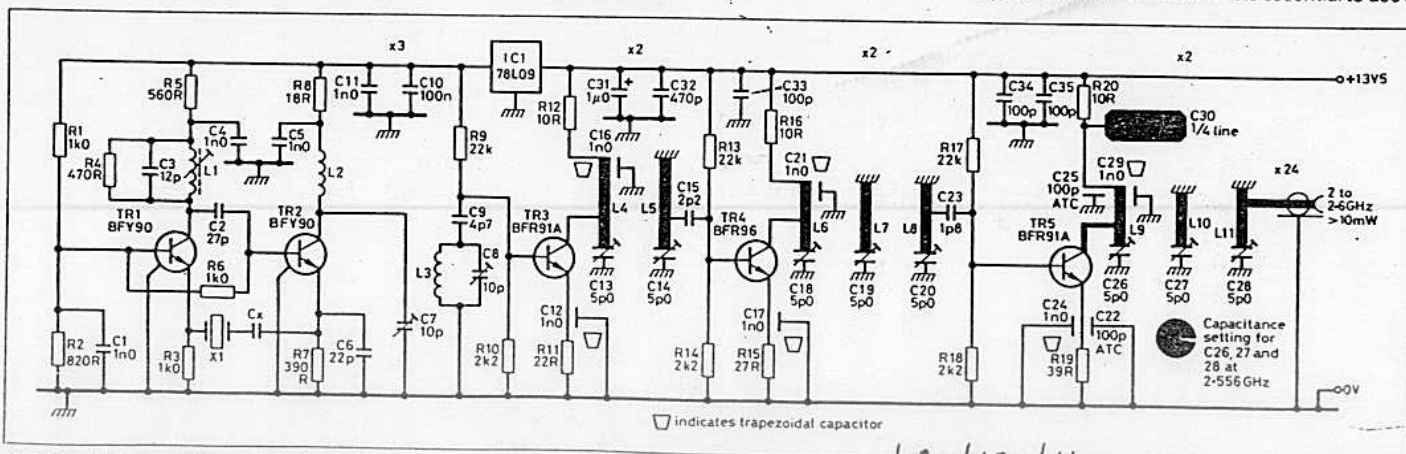 x3
x2
x2
x2
IC1
78L09
+13V5
R1
1k0
R5
560R
R4
470R
C3
12p
L1
C4
1n0
C5
1n0
R8
18R
L2
C11
1n0
C10
100n
TR1
BFY90
C2
27p
TR2
BFY90
R6
1k0
R2
820R
C1
1n0
R3
1k0
X1
Cx
R7
390
R
C6
22p
C7
10p
R9
22k
C9
4p7
L3
C8
10p
R10
2k2
TR3
BFR91A
R11
22R
C12
1n0
R12
10R
C16
1n0
L4
C13
5p0
L5
C14
5p0
C31
1µ0
+
C32
470p
C15
2p2
R13
22k
R14
2k2
TR4
BFR96
R15
27R
C17
1n0
C33
100p
R16
10R
C21
1n0
L6
C18
5p0
L7
C19
5p0
L8
C20
5p0
C23
1p8
R17
22k
R18
2k2
C34
100p
C35
100p
R20
10R
C30
1/4 line
C25
100p
ATC
C29
1n0
TR5
BFR91A
L9
C26
5p0
L10
C27
5p0
L11
C28
5p0
x 24
2 to
2·6GHz
>10mW
C24
1n0
C22
100p
ATC
R19
39R
Capacitance
setting for
C26, 27 and
28 at
2·556GHz
0V
indicates trapezoidal capacitor